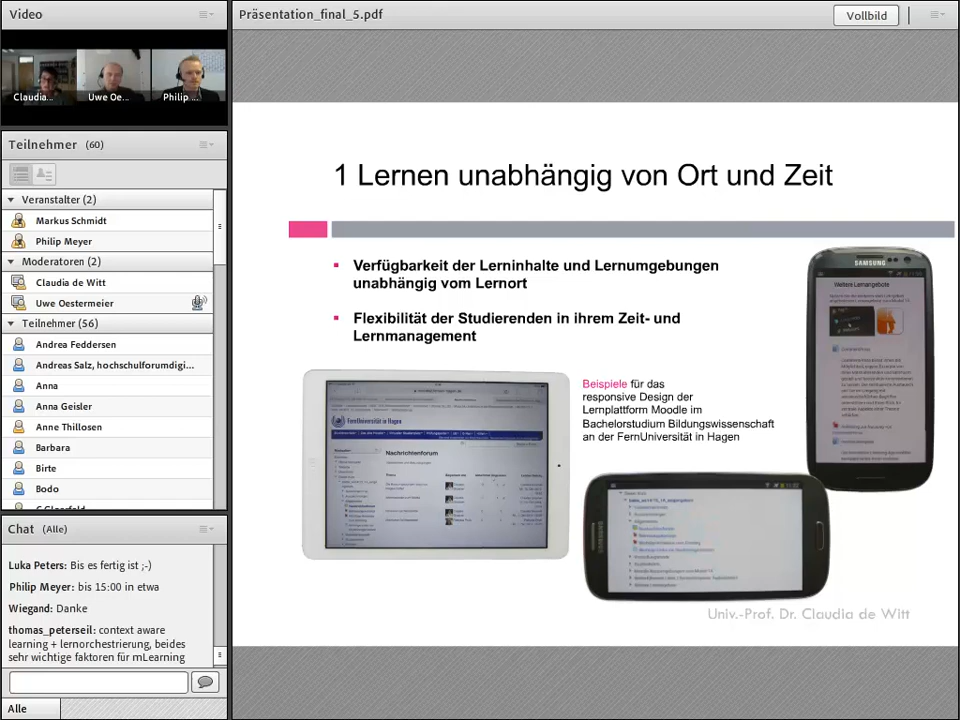 Video
Claudia...
Uwe Oe...
Philip ...
Teilnehmer (60)
Veranstalter (2)
Markus Schmidt
Philip Meyer
Moderatoren (2)
Claudia de Witt
Uwe Oestermeier
Teilnehmer (56)
Andrea Feddersen
Andreas Salz, hochschulforumdigi...
Anna
Anna Geisler
Anne Thillosen
Barbara
Birte
Bodo
Chat (Alle)
Luka Peters: Bis es fertig ist ;-)
Philip Meyer: bis 15:00 in etwa
Wiegand: Danke
thomas_peterseil: context aware
learning + lernorchestrierung, beides
sehr wichtige faktoren für mLearning
Alle
Präsentation_final_5.pdf
Vollbild
1 Lernen unabhängig von Ort und Zeit
Verfügbarkeit der Lerninhalte und Lernumgebungen
unabhängig vom Lernort
Flexibilität der Studierenden in ihrem Zeit- und
Lernmanagement
Beispiele für das
responsive Design der
Lernplattform Moodle im
Bachelorstudium Bildungswissenschaft
an der FernUniversität in Hagen
FernUniversität in Hagen
Nachrichtenforum
SAMSUNG
Weitere Lernangebote
SAMSUNG
Univ.-Prof. Dr. Claudia de Witt